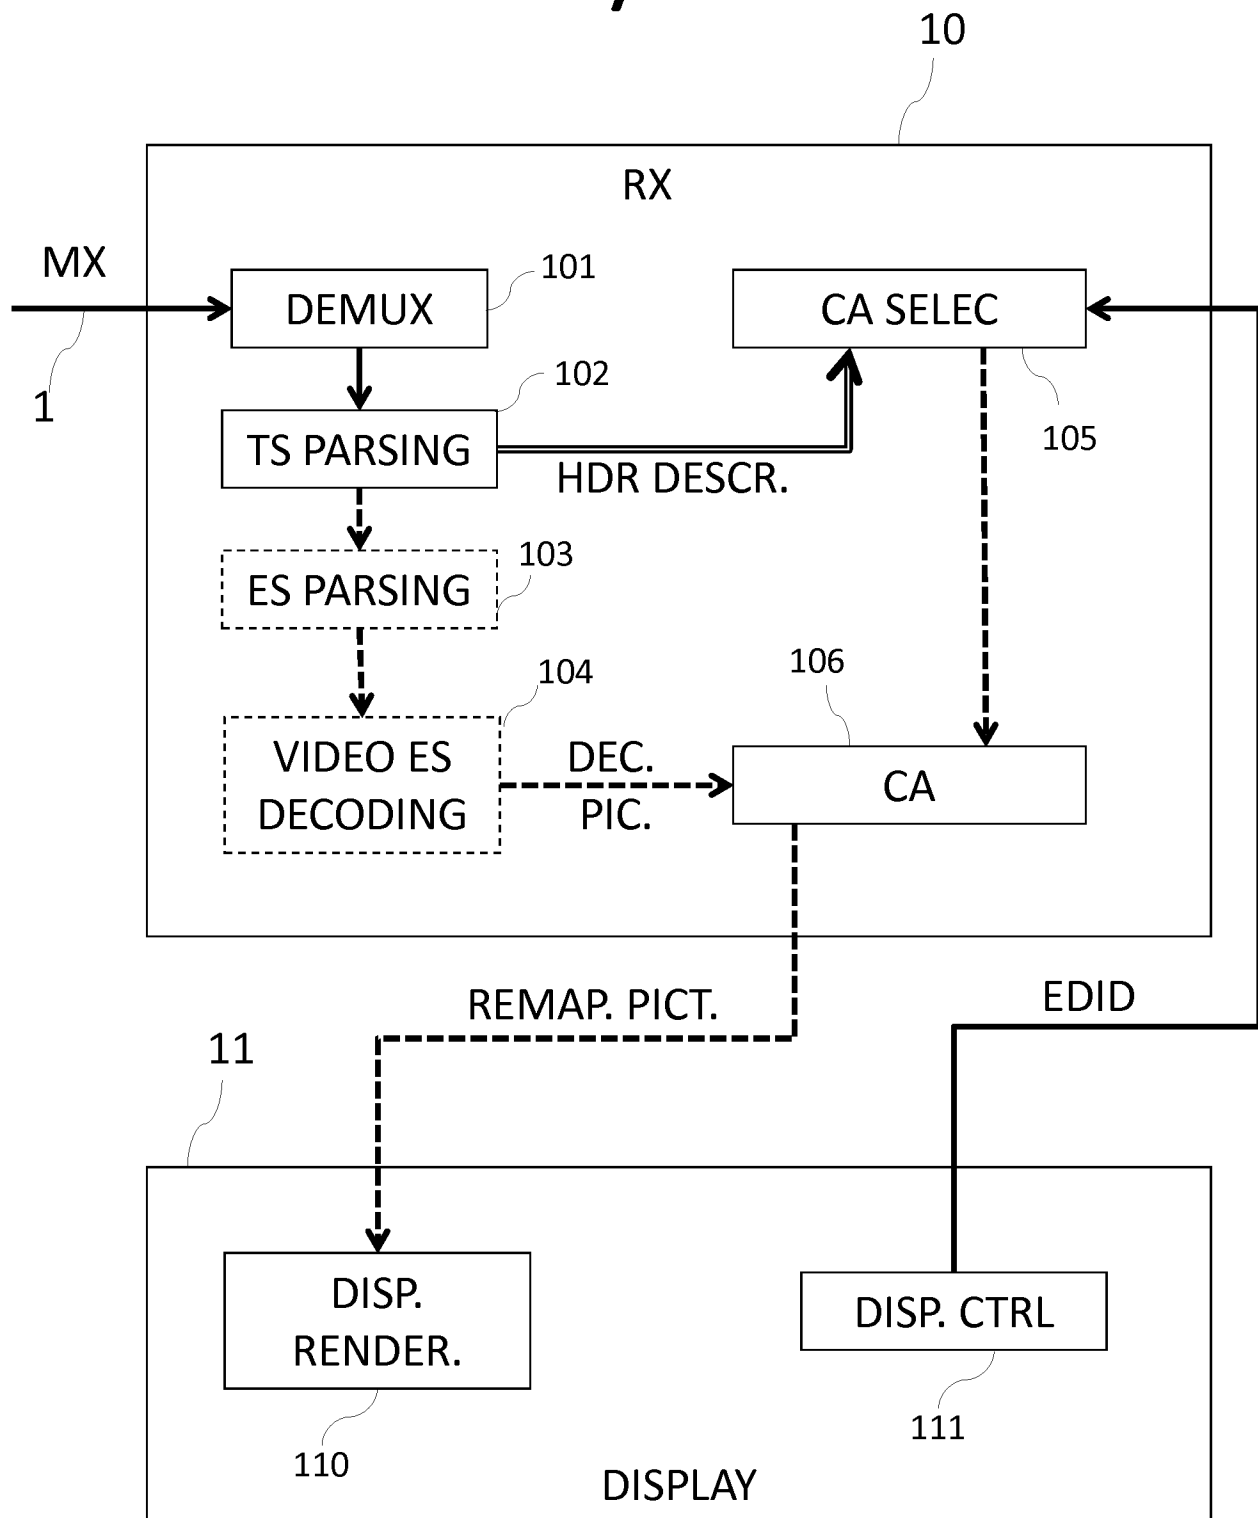 10
RX
MX
101
DEMUX
CA SELEC
1
102
105
TS PARSING
HDR DESCR.
103
ES PARSING
104
106
VIDEO ES
DECODING
DEC.
PIC.
CA
REMAP. PICT.
EDID
11
DISP.
RENDER.
DISP. CTRL
110
111
DISPLAY